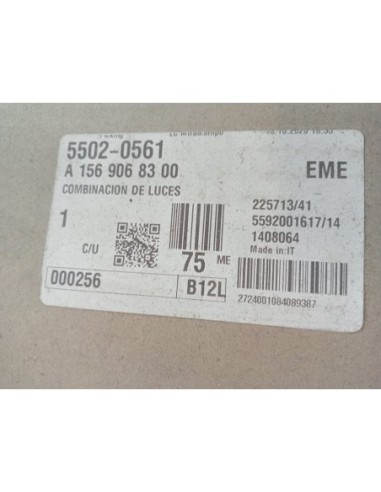 5502-0561
A 156 906 83 00
COMBINACION DE LUCES
EME
1
C/U
75 ME
225713/41
5592001617/14
1408064
Made in:IT
000256
B12L
2724001084089387